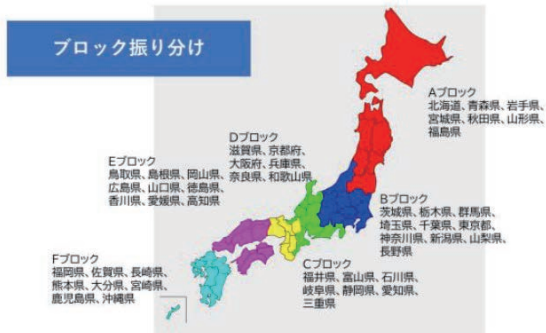 ブロック振り分け
Aブロック
北海道、青森県、岩手県、
宮城県、秋田県、山形県、
福島県
Dブロック
滋賀県、京都府、
大阪府、兵庫県、
奈良県、和歌山県
Eブロック
鳥取県、島根県、岡山県、
広島県、山口県、徳島県、
香川県、愛媛県、高知県
Bブロック
茨城県、栃木県、群馬県、
埼玉県、千葉県、東京都、
神奈川県、新潟県、山梨県、
長野県
Fブロック
福岡県、佐賀県、長崎県、
熊本県、大分県、宮崎県、
鹿児島県、沖縄県
Cブロック
福井県、富山県、石川県、
岐阜県、静岡県、愛知県、
三重県